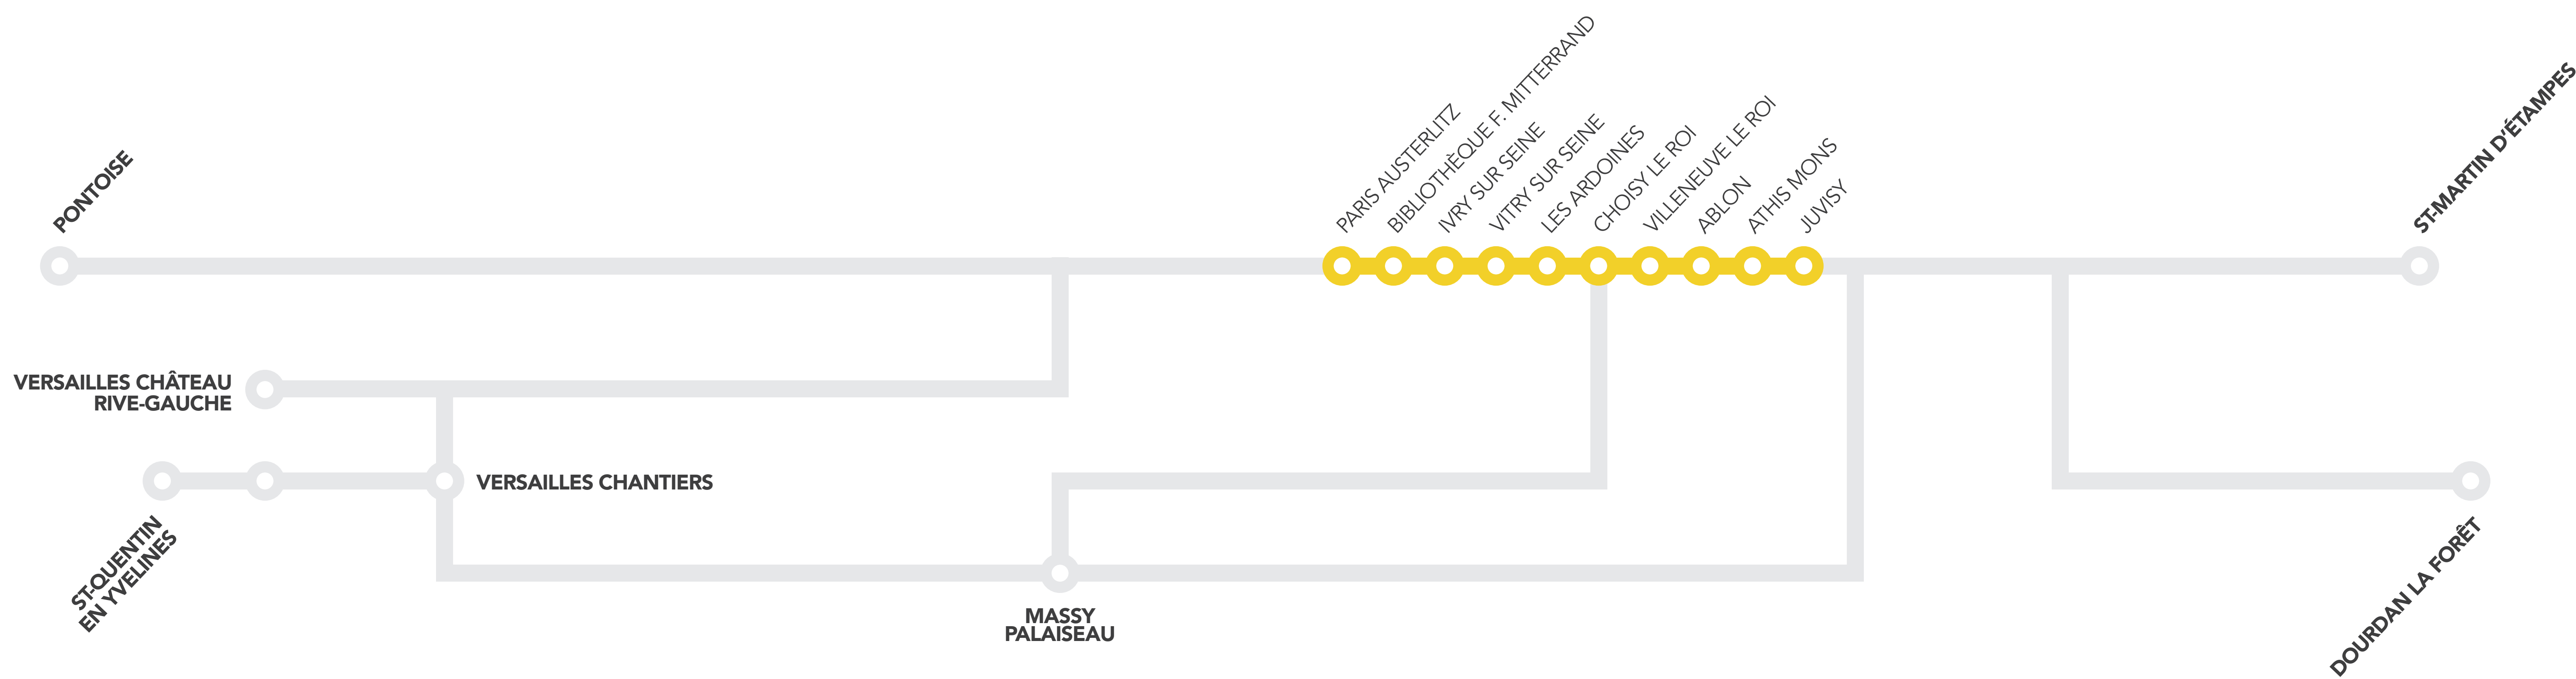 PONTOISE
PARIS AUSTERLITZ
BIBLIOTHÈQUE F. MITTERRAND
IVRY SUR SEINE
VITRY SUR SEINE
LES ARDOINES
CHOISY LE ROI
VILLENEUVE LE ROI
ABLON
ATHIS MONS
JUVISY
ST-MARTIN D'ÉTAMPES
VERSAILLES CHÂTEAU
RIVE-GAUCHE
VERSAILLES CHANTIERS
ST-QUENTIN
EN YVELINES
MASSY
PALAISEAU
DOURDAN LA FORÊT